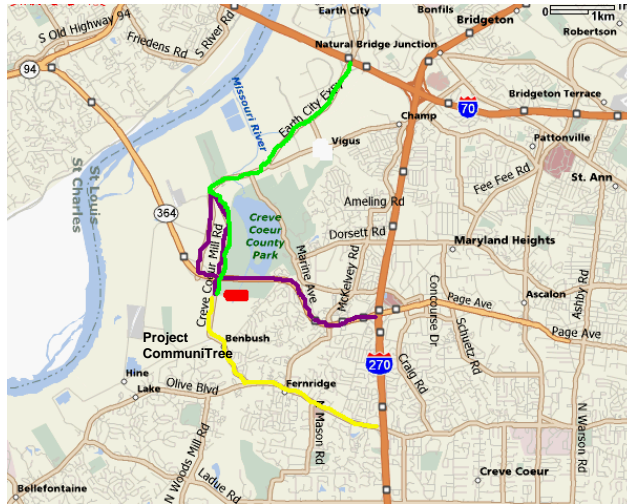 Earth City
Bonfils
1km
S Old Highway 94
S River Rd
Bridgeton
Robertson
Friedens Rd
Natural Bridge Junction
94
Missouri River
Earth City Expy
Bridgeton Terrace
70
Champ
Vigus
Pattonville
St Louis
St Charles
St. Ann
Fee Fee Rd
364
Ameling Rd
Creve
Coeur
County
Park
Dorsett Rd
Maryland Heights
Creve Coeur Mill Rd
Marine Ave
McKelvey Rd
Concourse Dr
Ashby Rd
Page Ave
Ascalon
Schuetz Rd
Page Ave
Project
CommuniTree
Benbush
270
Craig Rd
Hine
Lake
Olive Blvd
Fernridge
N Mason Rd
N Warson Rd
N Woods Mill Rd
Creve Coeur
Ladue Rd
Bellefontaine